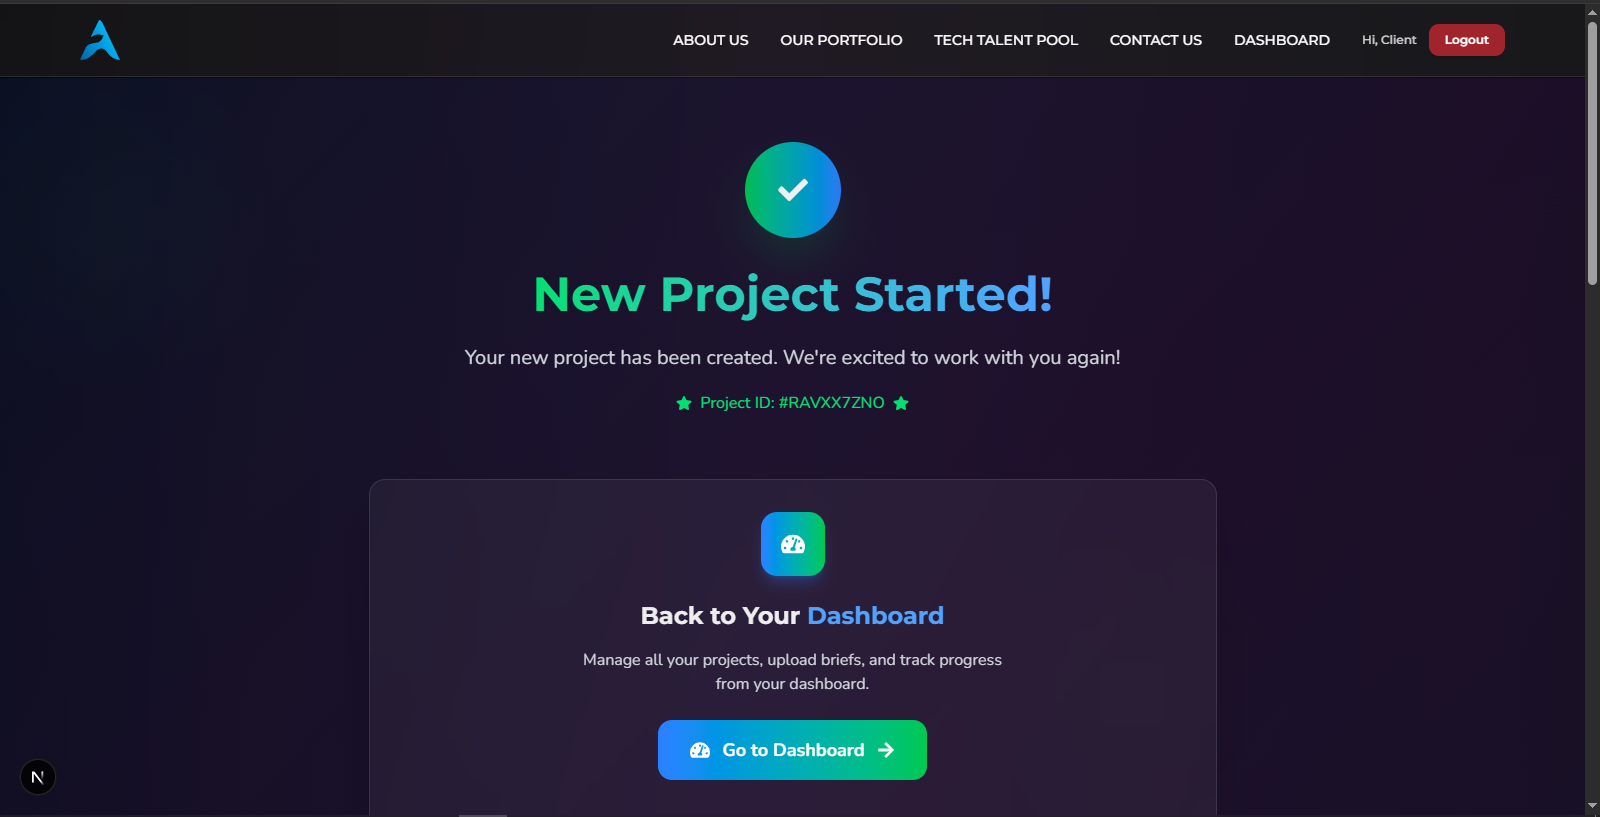 ABOUT US
OUR PORTFOLIO
TECH TALENT POOL
CONTACT US
DASHBOARD
Hi, Client
Logout
New Project Started!
Your new project has been created. We're excited to work with you again!
Project ID: #RAVXX7ZNO
Back to Your Dashboard
Manage all your projects, upload briefs, and track progress
from your dashboard.
Go to Dashboard
N